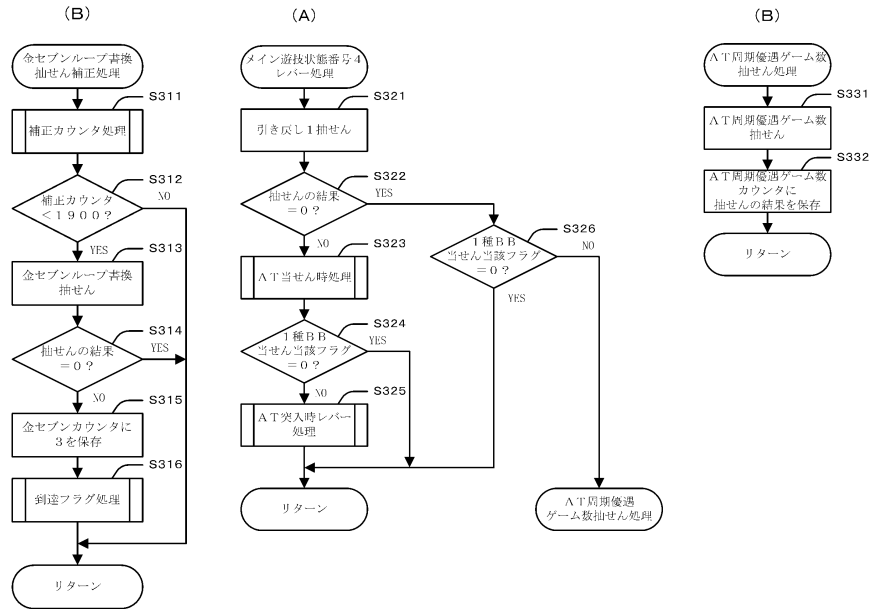 (B)
金セブンループ書換
抽せん補正処理
S311
補正カウンタ処理
S312
補正カウンタ
＜１９００？
NO
YES
S313
金セブンループ書換
抽せん
S314
抽せんの結果
＝０？
YES
NO
S315
金セブンカウンタに
３を保存
S316
到達フラグ処理
リターン
(A)
メイン遊技状態番号４
レバー処理
S321
引き戻し１抽せん
S322
抽せんの結果
＝０？
YES
NO
S323
ＡＴ当せん時処理
S324
１種ＢＢ
当せん当該フラグ
＝０？
YES
NO
S325
ＡＴ突入時レバー
処理
リターン
S326
１種ＢＢ
当せん当該フラグ
＝０？
NO
YES
ＡＴ周期優遇
ゲーム数抽せん処理
(B)
ＡＴ周期優遇ゲーム数
抽せん処理
S331
ＡＴ周期優遇ゲーム数
抽せん
S332
ＡＴ周期優遇ゲーム数
カウンタに
抽せんの結果を保存
リターン